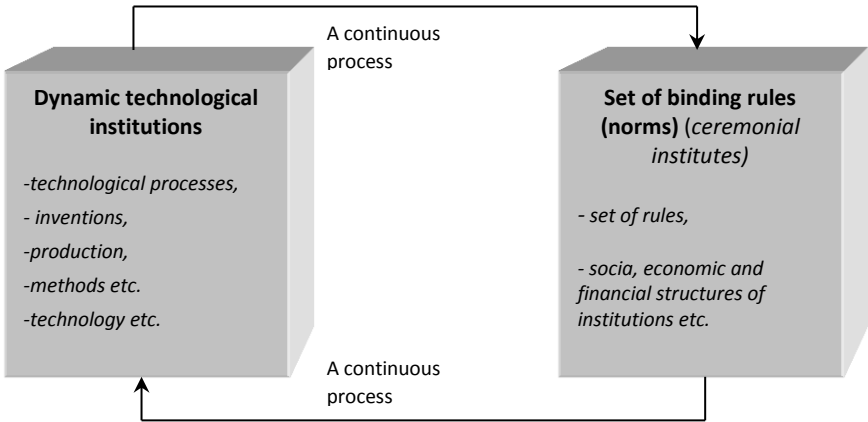 A continuous
process
Dynamic technological
institutions
-technological processes,
- inventions,
-production,
-methods etc.
-technology etc.
Set of binding rules
(norms) (ceremonial
institutes)
- set of rules,
- socia, economic and
financial structures of
institutions etc.
A continuous
process